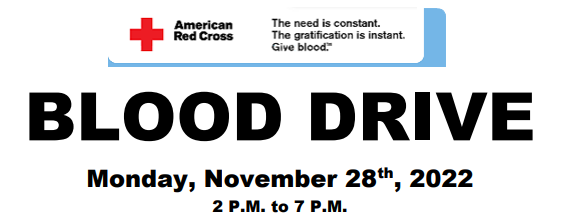 American
Red Cross
The need is constant.
The gratification is instant.
Give blood.™
BLOOD DRIVE
Monday, November 28th, 2022
2 P.M. to 7 P.M.